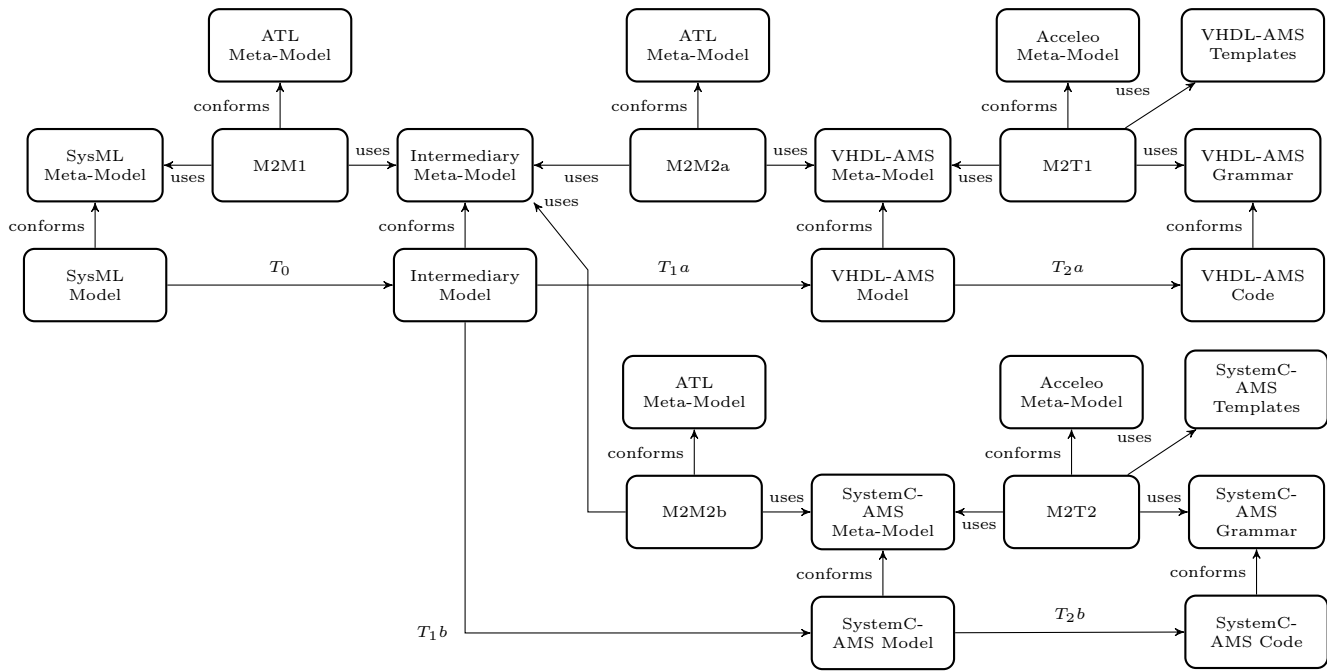 ATL
Meta-Model
ATL
Meta-Model
Acceleo
Meta-Model
VHDL-AMS
Templates
conforms
conforms
conforms
uses
SysML
Meta-Model
uses
M2M1
uses
Intermediary
Meta-Model
uses
M2M2a
uses
VHDL-AMS
Meta-Model
uses
M2T1
uses
VHDL-AMS
Grammar
uses
conforms
conforms
conforms
conforms
SysML
Model
T0
Intermediary
Model
T1a
VHDL-AMS
Model
T2a
VHDL-AMS
Code
ATL
Meta-Model
Acceleo
Meta-Model
SystemC-
AMS
Templates
conforms
conforms
uses
M2M2b
uses
SystemC-
AMS
Meta-Model
uses
M2T2
uses
SystemC-
AMS
Grammar
conforms
conforms
T1b
SystemC-
AMS Model
T2b
SystemC-
AMS Code